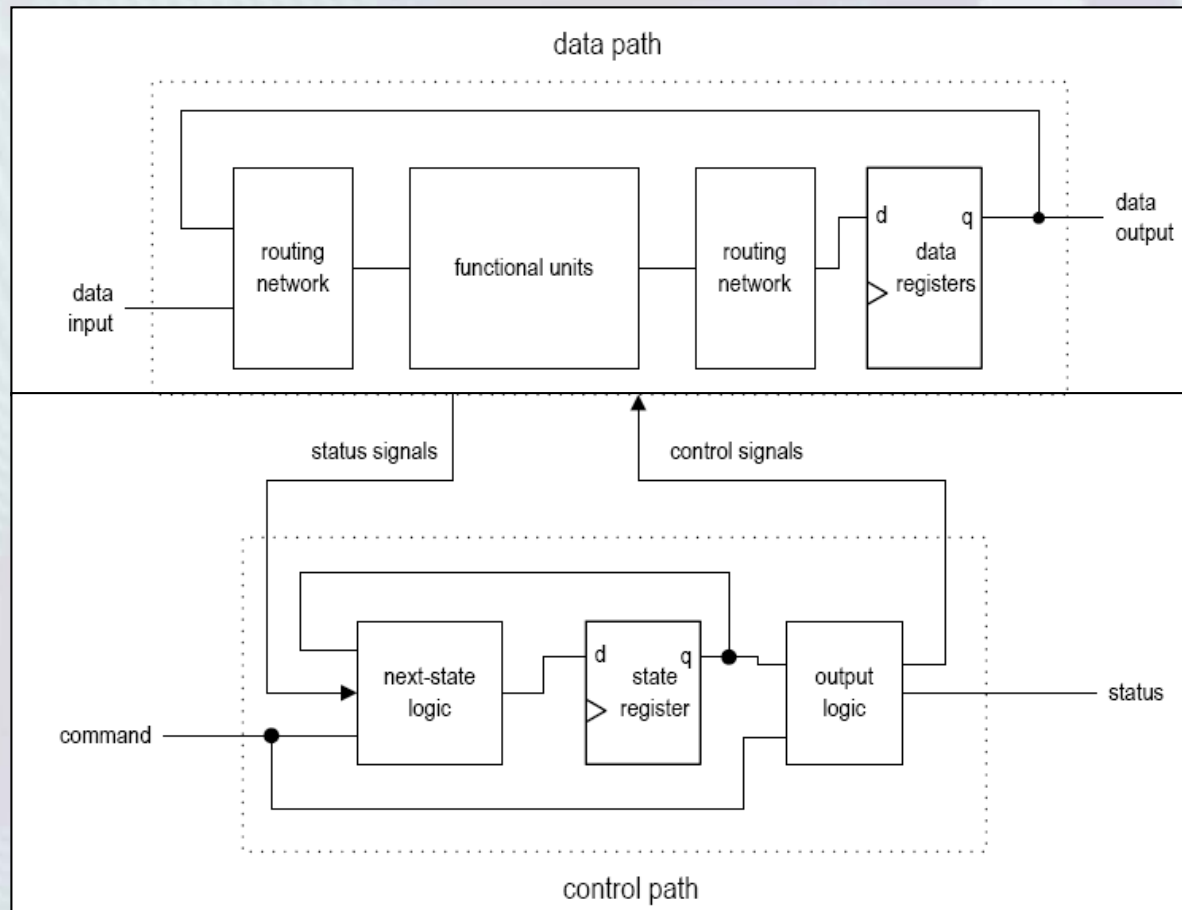 data path
routing
network
functional units
routing
network
d
q
data
registers
data
output
data
input
status signals
control signals
next-state
logic
d
q
state
register
output
logic
status
command
control path